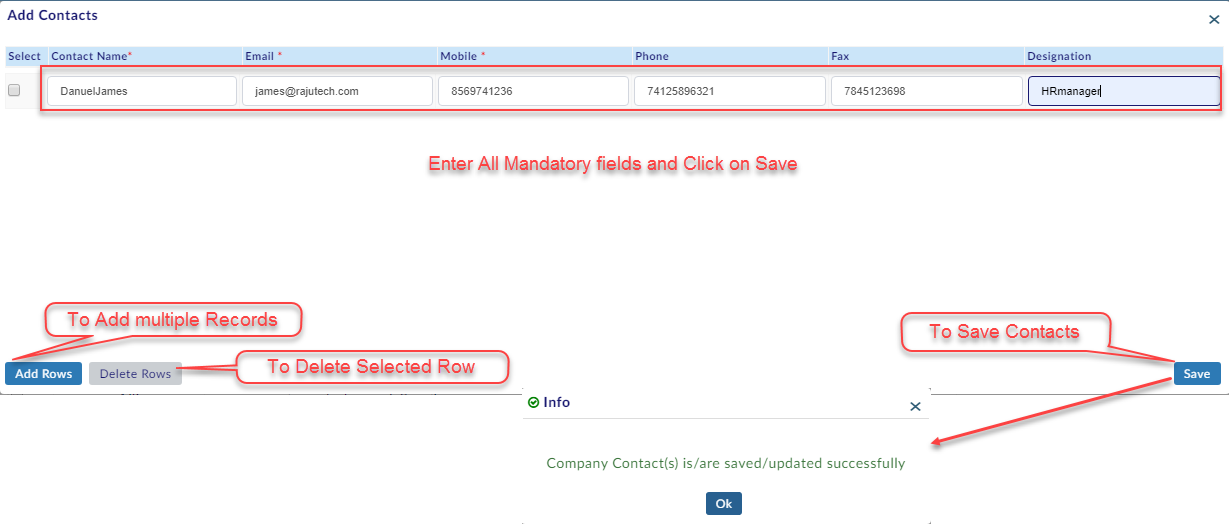 Add Contacts
Select Contact Name* Email * Mobile * Phone Fax Designation
DanuelJames james@rajutech.com 8569741236 74125896321 7845123698 HRmanager
Enter All Mandatory fields and Click on Save
To Add multiple Records
To Save Contacts
To Delete Selected Row
Add Rows Delete Rows Save
Info
Company Contact(s) is/are saved/updated successfully
Ok